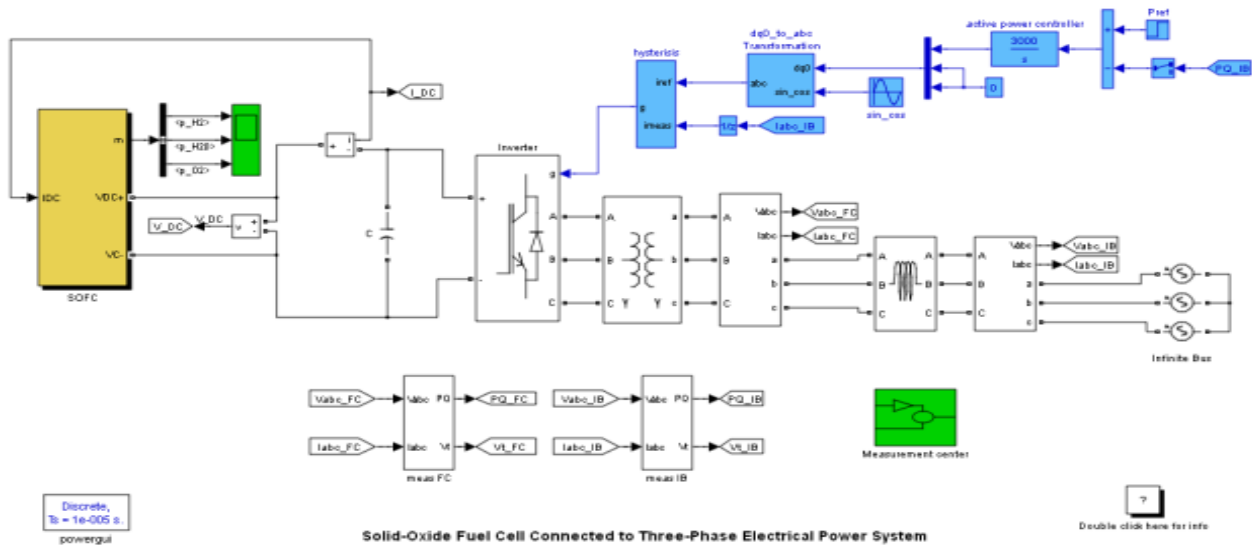 Pref
active power controller
3000
s
dq0_to_abc
Transformation
hysterisis
dq0
iref
abc
sin_cos
PQ_IB
0
I_DC
g
sin_cos
imeas
1/z
Iabc_IB
<p_H2>
m
<p_H2O>
<p_O2>
+
i
-
Inverter
g
IDC
VDC+
V_DC
V_DC
+
-
v
VC-
SOFC
C
+
-
A
B
C
A
B
C
a
b
c
Y
Y
A
B
C
Vabc
Iabc
a
b
c
Vabc_FC
Iabc_FC
A
B
C
A
B
C
A
B
C
Vabc
Iabc
a
b
c
Vabc_IB
Iabc_IB
Infinite Bus
Vabc_FC
Vabc
PQ
PQ_FC
Vabc_IB
Vabc
PQ
PQ_IB
Iabc_FC
Iabc
Vt
Vt_FC
Iabc_IB
Iabc
Vt
Vt_IB
meas FC
meas IB
Measurement center
Discrete,
Ts = 1e-005 s.
powergui
?
Double click here for info
Solid-Oxide Fuel Cell Connected to Three-Phase Electrical Power System